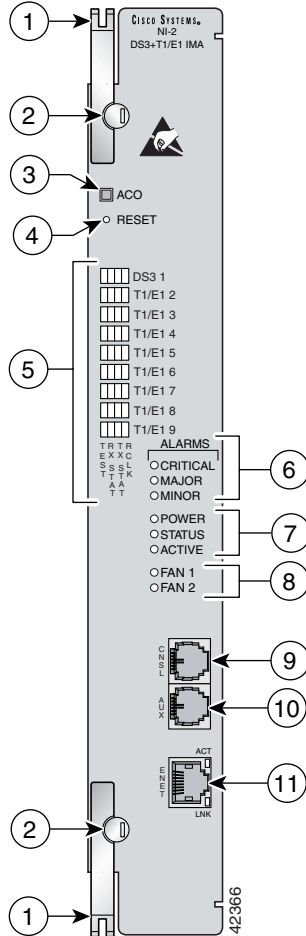 CISCO SYSTEMS®
NI-2
DS3+T1/E1 IMA
1
2
3
ACO
4
RESET
5
DS3 1
T1/E1 2
T1/E1 3
T1/E1 4
T1/E1 5
T1/E1 6
T1/E1 7
T1/E1 8
T1/E1 9
TEST
RX STAT
TX STAT
RCLK
ALARMS
CRITICAL
MAJOR
MINOR
6
POWER
STATUS
ACTIVE
7
FAN 1
FAN 2
8
CNSL
9
AUX
10
ACT
ENET
11
LNK
2
1
42366